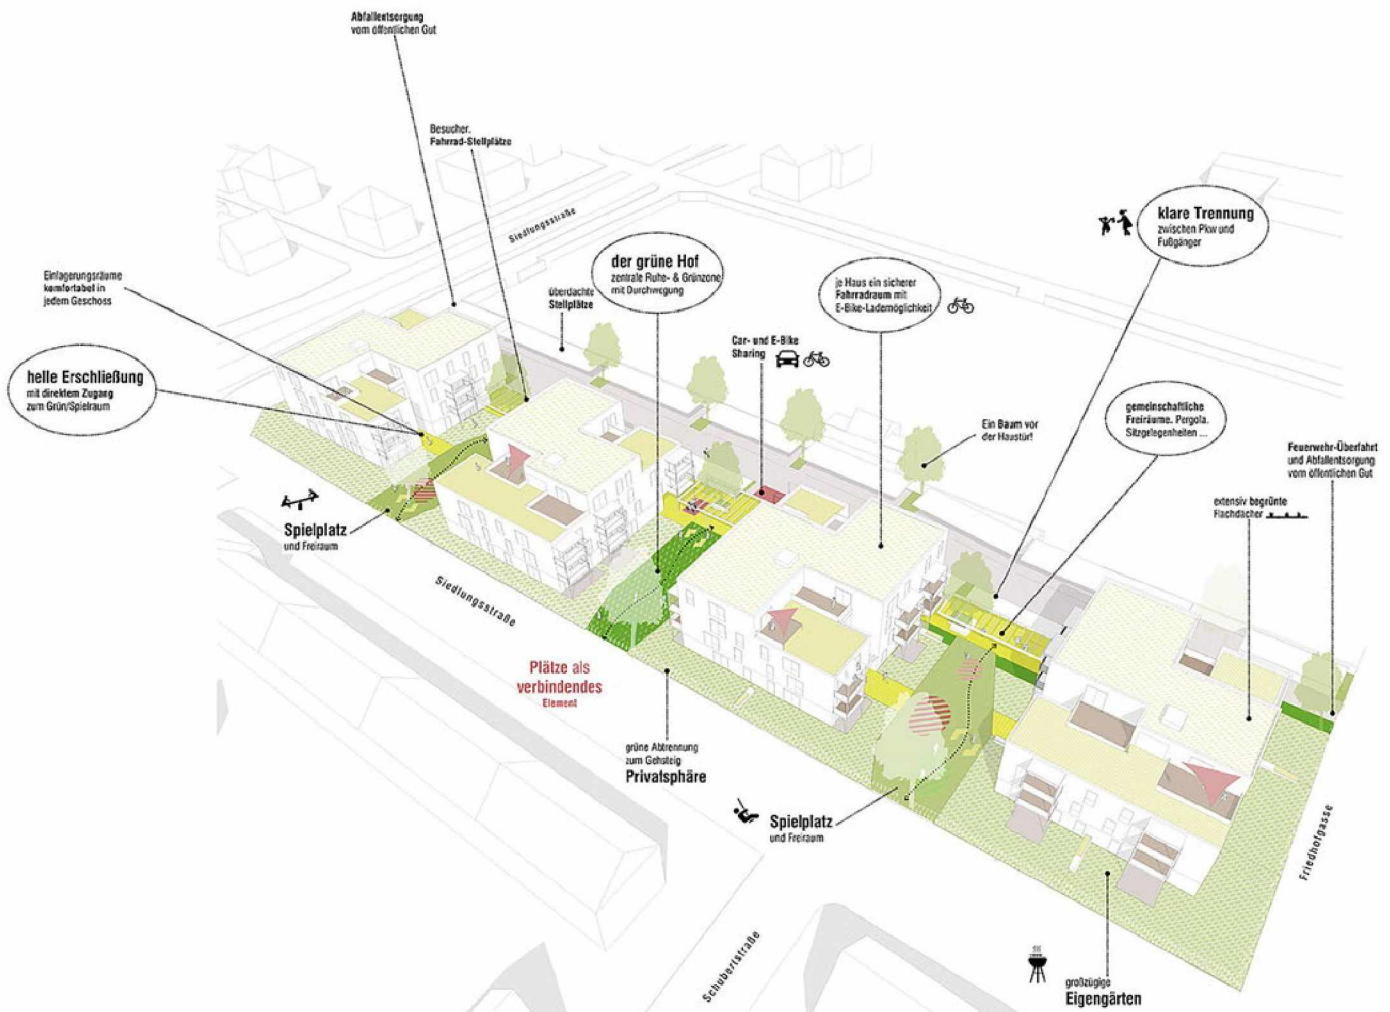 Abfallentsorgung
vom öffentlichen Gut
Besucher.
Fahrrad-Stellplätze
Siedlungsstraße
klare Trennung
zwischen Pkw und
Fußgänger
der grüne Hof
zentrale Ruhe- & Grünzone
mit Durchwegung
Einlagerungsräume
komfortabel in
jedem Geschoss
überdachte
Stellplätze
je Haus ein sicherer
Fahrradraum mit
E-Bike-Lademöglichkeit
Car- und E-Bike
Sharing
helle Erschließung
mit direktem Zugang
zum Grün/Spielraum
gemeinschaftliche
Freiräume. Pergola.
Sitzgelegenheiten ...
Ein Baum vor
der Haustür!
Feuerwehr-Überfahrt
und Abfallentsorgung
vom öffentlichen Gut
extensiv begrünte
Flachdächer
Spielplatz
und Freiraum
Siedlungsstraße
Plätze als
verbindendes
Element
grüne Abtrennung
zum Gehsteig
Privatsphäre
Spielplatz
und Freiraum
Friedhofgasse
Schubertstraße
großzügige
Eigengärten